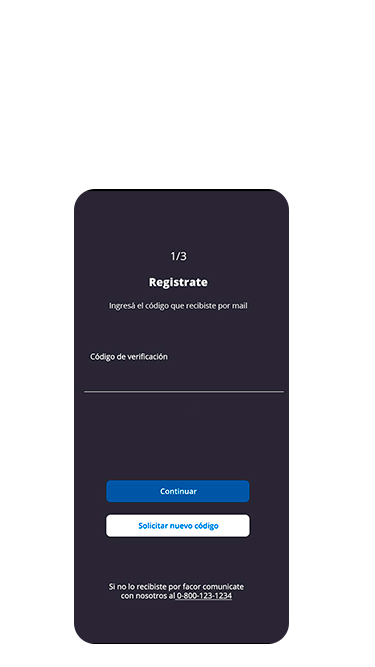 1/3
Registrate
Ingresá el código que recibiste por mail
Código de verificación
Continuar
Solicitar nuevo código
Si no lo recibiste por facor comunicate
con nosotros al 0-800-123-1234